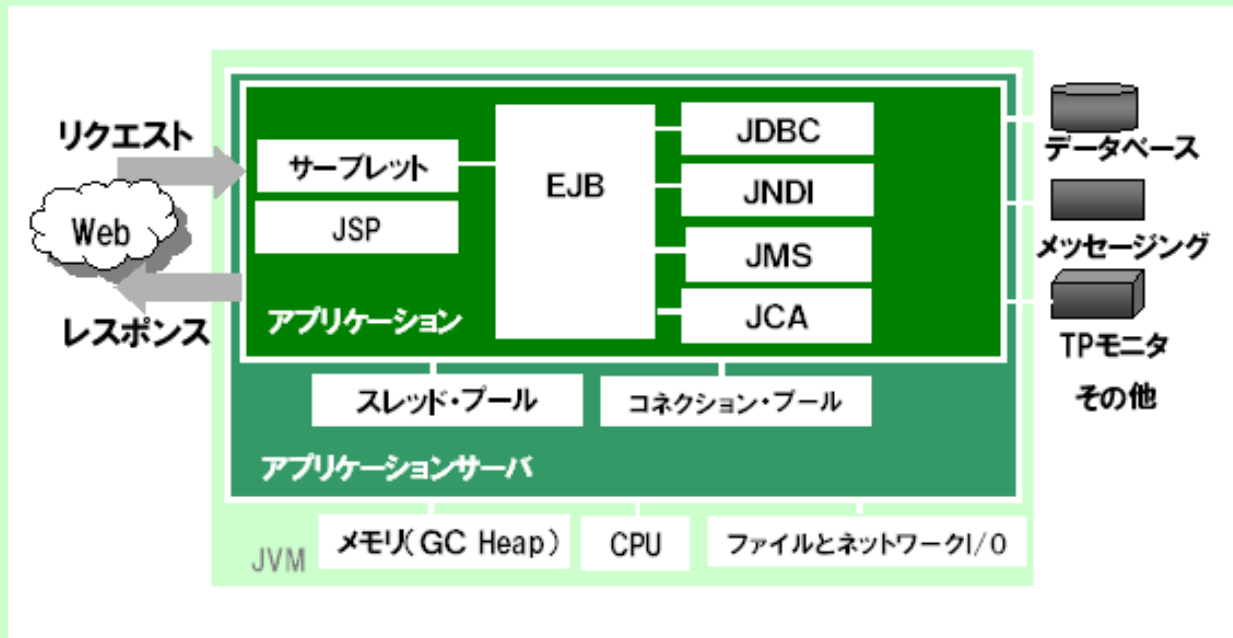 リクエスト
Web
レスポンス
サーブレット
JSP
EJB
JDBC
JNDI
JMS
JCA
アプリケーション
スレッド・プール
コネクション・プール
アプリケーションサーバ
メモリ(GC Heap)
CPU
ファイルとネットワークI/O
JVM
データベース
メッセージング
TPモニタ
その他